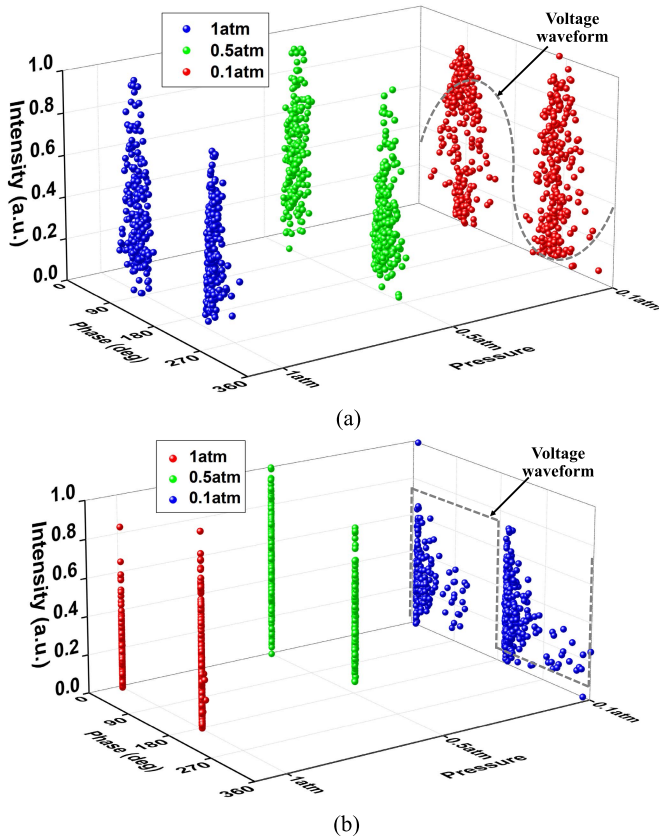 Voltage
waveform
1atm
0.5atm
0.1atm
1.0
0.8
0.6
0.4
0.2
0.0
Intensity (a.u.)
0
90
180
270
360
Phase (deg)
1atm
0.5atm
0.1atm
Pressure
(a)
Voltage
waveform
1atm
0.5atm
0.1atm
1.0
0.8
0.6
0.4
0.2
0.0
Intensity (a.u.)
0
90
180
270
360
Phase (deg)
1atm
0.5atm
0.1atm
Pressure
(b)